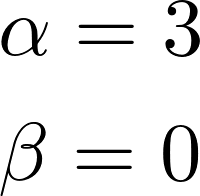 α = 3
β = 0